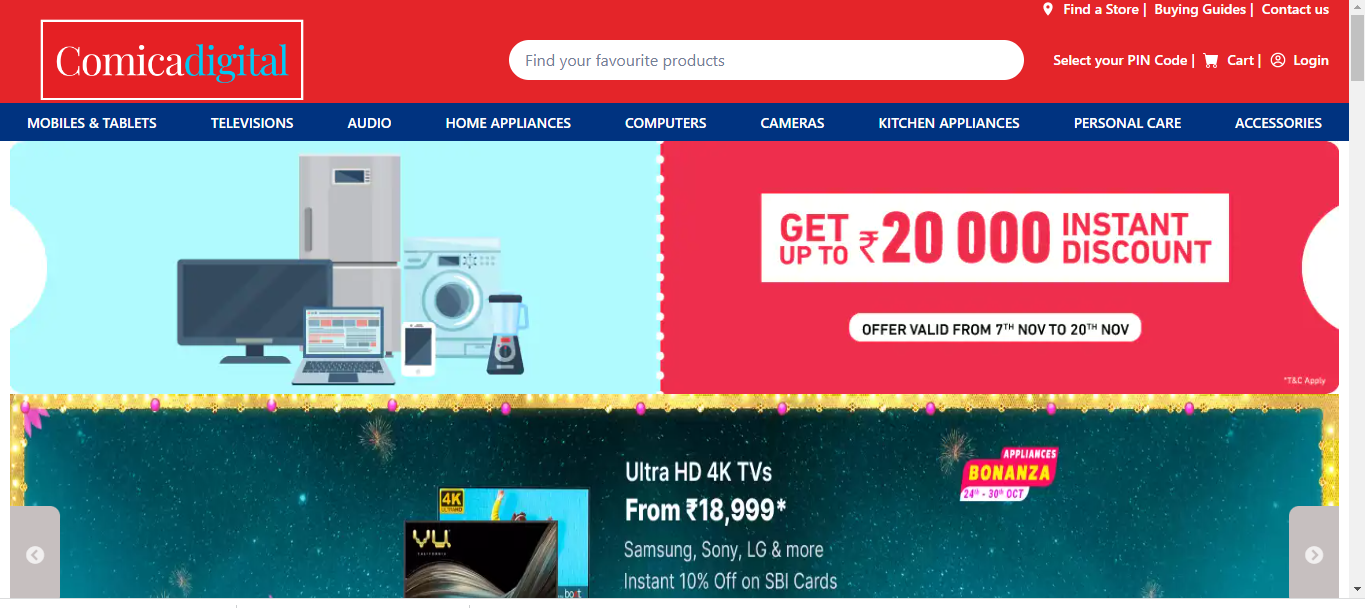 Find a Store | Buying Guides | Contact us
Comicadigital
Find your favourite products
Select your PIN Code | Cart | Login
MOBILES & TABLETS TELEVISIONS AUDIO HOME APPLIANCES COMPUTERS CAMERAS KITCHEN APPLIANCES PERSONAL CARE ACCESSORIES
GET UP TO ₹20 000 INSTANT DISCOUNT
OFFER VALID FROM 7TH NOV TO 20TH NOV
*T&C Apply
APPLIANCES
BONANZA
24th - 30th OCT
Ultra HD 4K TVs
From ₹18,999*
Samsung, Sony, LG & more
Instant 10% Off on SBI Cards
4K
ULTRA HD
VU
CALIFORNIA